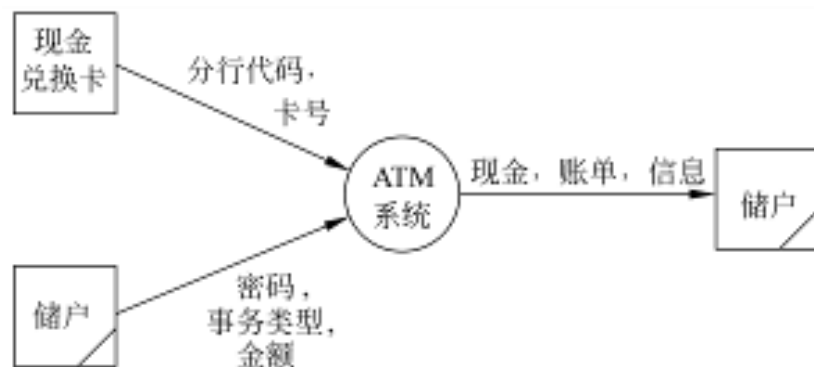 现金
兑换卡
分行代码，
卡号
ATM
系统
现金，账单，信息
储户
储户
密码，
事务类型，
金额